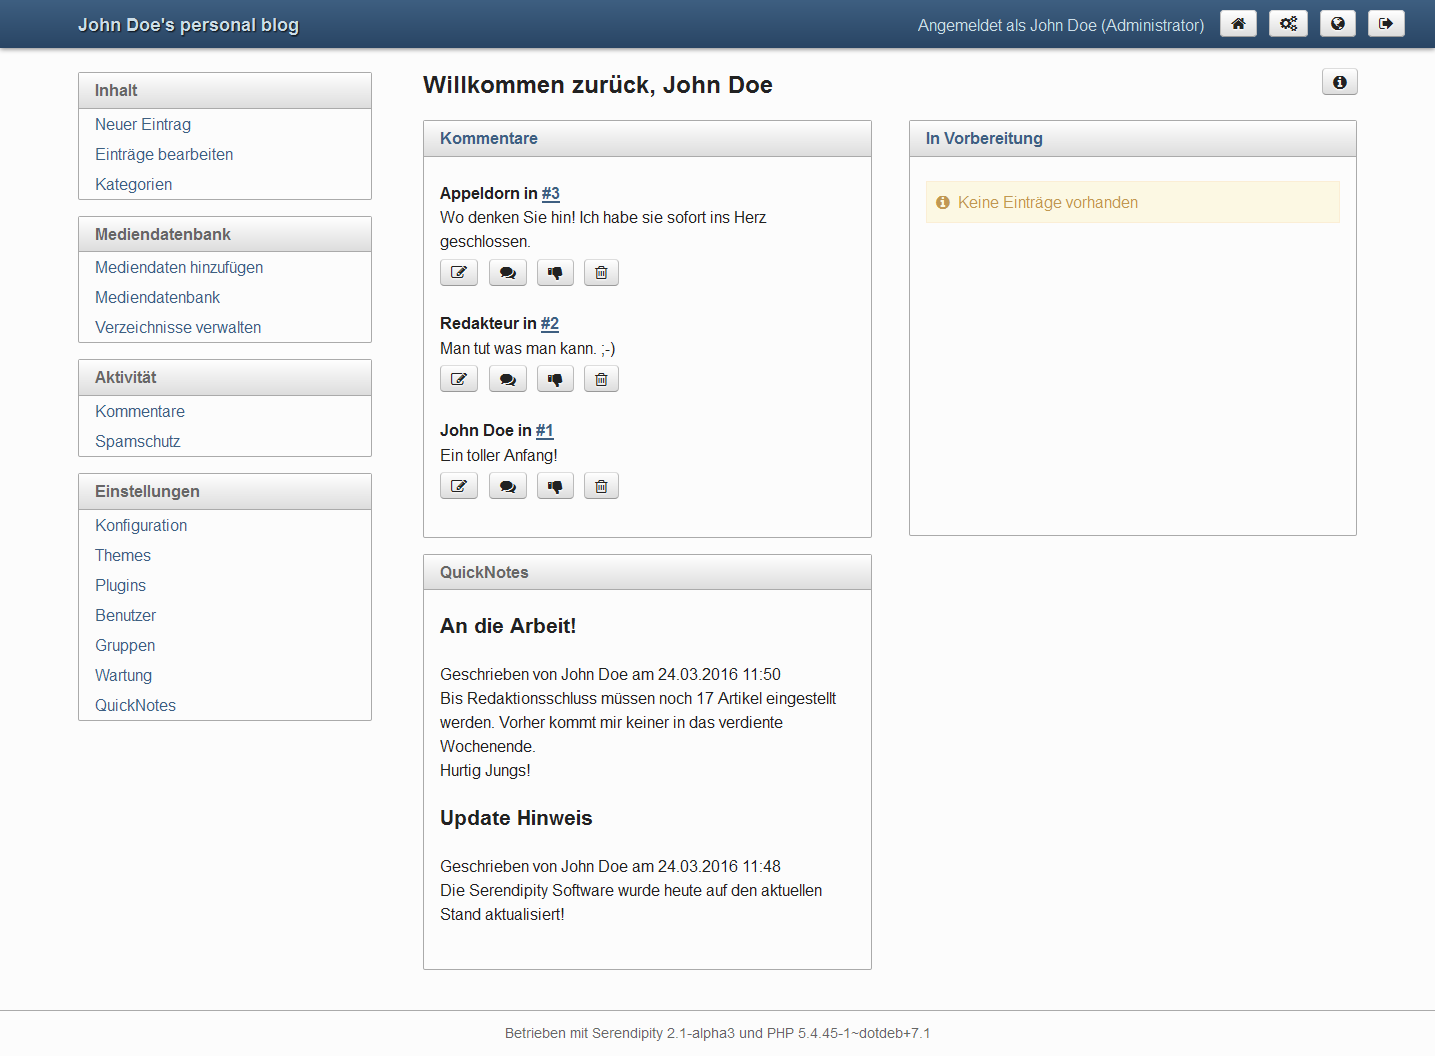 John Doe's personal blog
Angemeldet als John Doe (Administrator)
Inhalt
Neuer Eintrag
Einträge bearbeiten
Kategorien
Mediendatenbank
Mediendaten hinzufügen
Mediendatenbank
Verzeichnisse verwalten
Aktivität
Kommentare
Spamschutz
Einstellungen
Konfiguration
Themes
Plugins
Benutzer
Gruppen
Wartung
QuickNotes
Willkommen zurück, John Doe
Kommentare
Appeldorn in #3
Wo denken Sie hin! Ich habe sie sofort ins Herz
geschlossen.
Redakteur in #2
Man tut was man kann. ;-)
John Doe in #1
Ein toller Anfang!
In Vorbereitung
Keine Einträge vorhanden
QuickNotes
An die Arbeit!
Geschrieben von John Doe am 24.03.2016 11:50
Bis Redaktionsschluss müssen noch 17 Artikel eingestellt
werden. Vorher kommt mir keiner in das verdiente
Wochenende.
Hurtig Jungs!
Update Hinweis
Geschrieben von John Doe am 24.03.2016 11:48
Die Serendipity Software wurde heute auf den aktuellen
Stand aktualisiert!
Betrieben mit Serendipity 2.1-alpha3 und PHP 5.4.45-1~dotdeb+7.1